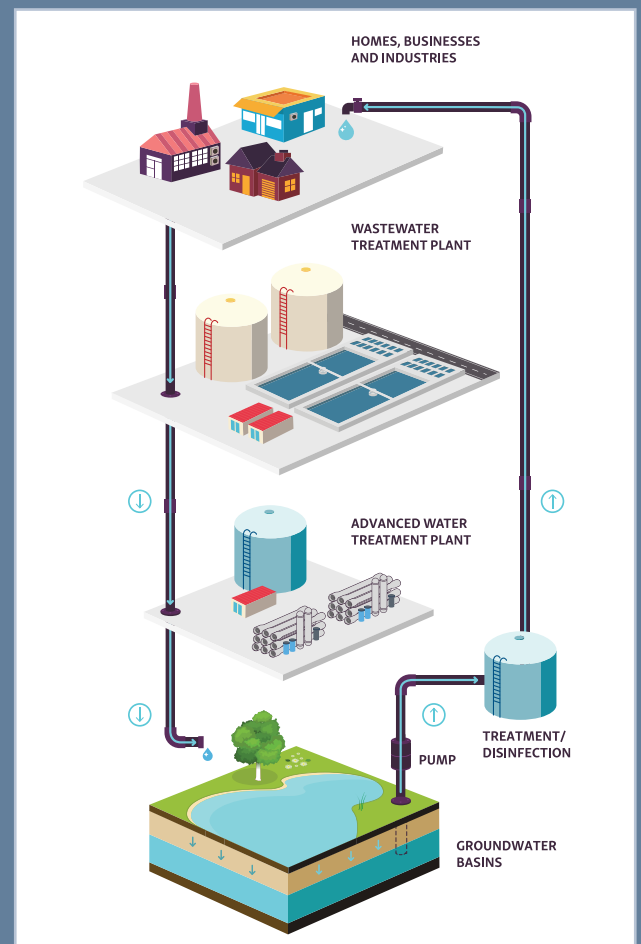 HOMES, BUSINESSES
AND INDUSTRIES
WASTEWATER
TREATMENT PLANT
ADVANCED WATER
TREATMENT PLANT
TREATMENT/
DISINFECTION
PUMP
GROUNDWATER
BASINS